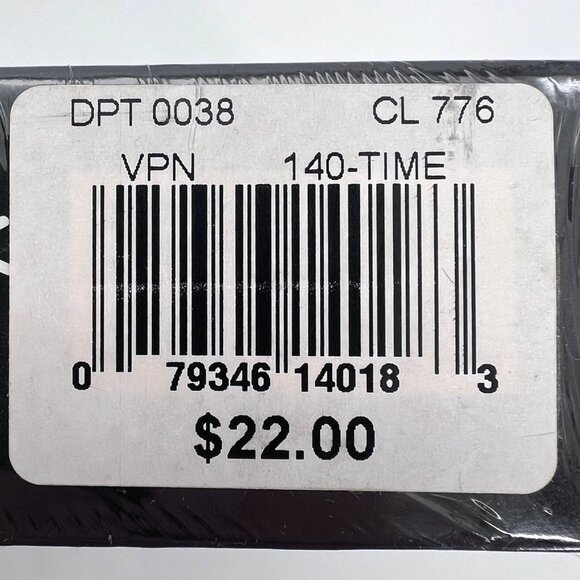 DPT 0038 CL 776
VPN 140-TIME
0 79346 14018 3
$22.00